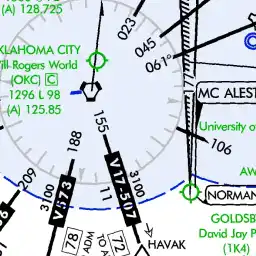 (A) 128.725
023
045
061°
OKLAHOMA CITY
Will Rogers World
(OKC) C
1296 L 98
(A) 125.85
MC ALEST
University of
106
155
188
209
3100
V-573
11
V17-507
3100
78
ADM
TO A
72
HAVAK
AW
NORMAN
GOLDSB
David Jay P
(1K4)